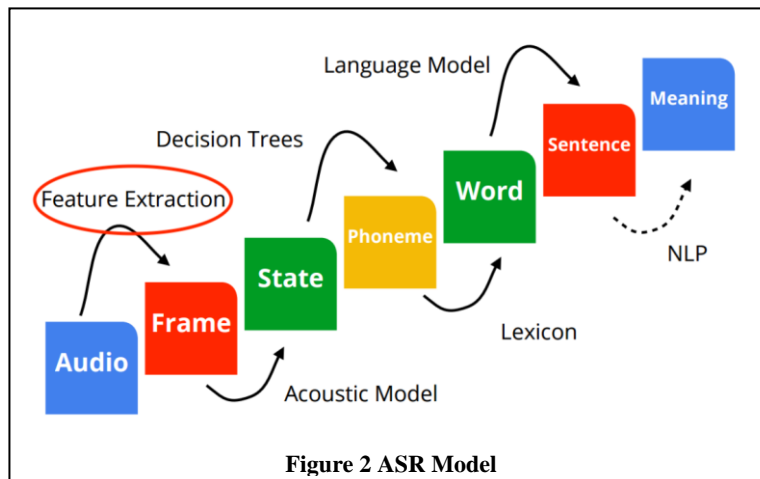 Language Model
Meaning
Decision Trees
Sentence
Feature Extraction
Word
Phoneme
NLP
State
Frame
Lexicon
Audio
Acoustic Model
Figure 2 ASR Model